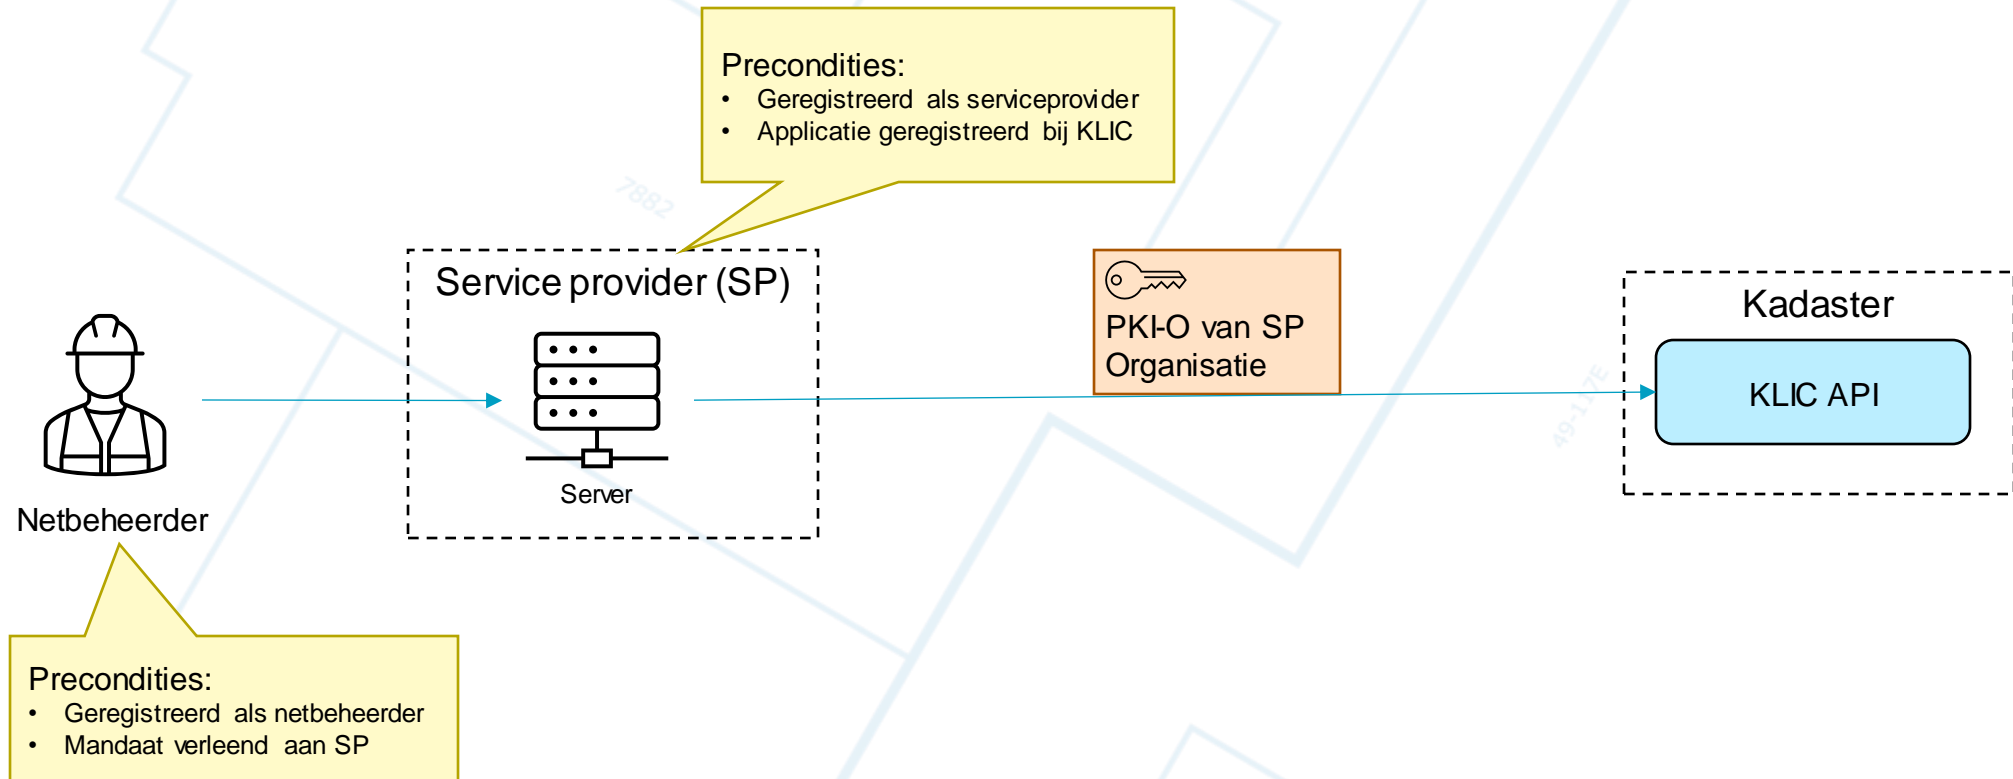 Precondities:
• Geregistreerd als serviceprovider
• Applicatie geregistreerd bij KLIC
7882
Service provider (SP)
Server
PKI-O van SP
Organisatie
Kadaster
KLIC API
Netbeheerder
Precondities:
• Geregistreerd als netbeheerder
• Mandaat verleend aan SP